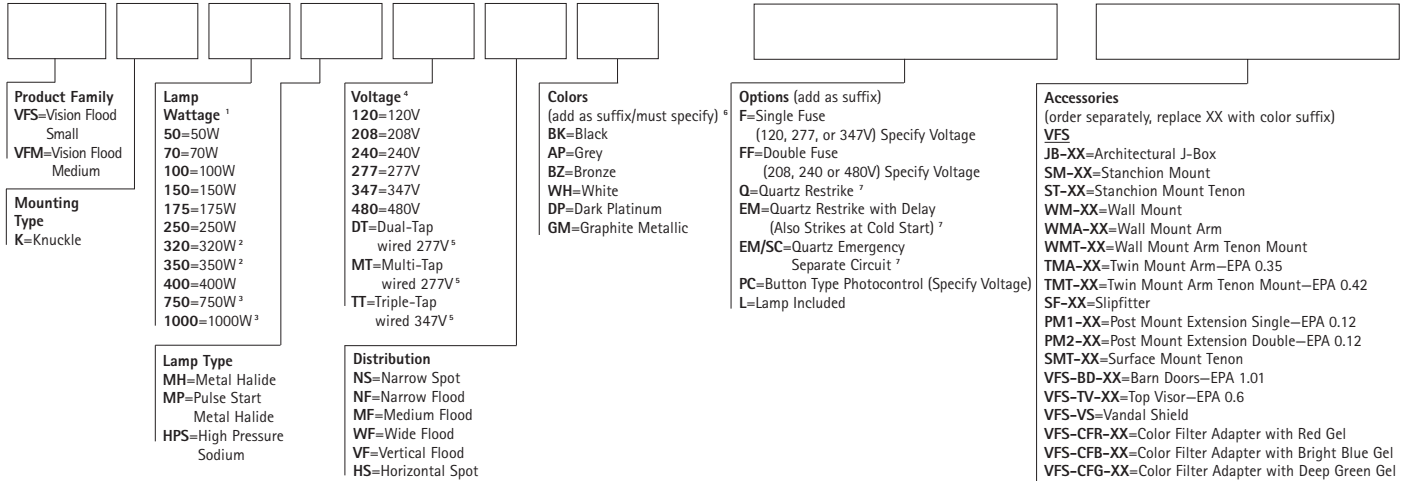 Product Family
VFS=Vision Flood
Small
VFM=Vision Flood
Medium
Mounting
Type
K=Knuckle
Lamp
Wattage ¹
50=50W
70=70W
100=100W
150=150W
175=175W
250=250W
320=320W ²
350=350W ²
400=400W
750=750W ³
1000=1000W ³
Lamp Type
MH=Metal Halide
MP=Pulse Start
Metal Halide
HPS=High Pressure
Sodium
Voltage ⁴
120=120V
208=208V
240=240V
277=277V
347=347V
480=480V
DT=Dual-Tap
wired 277V ⁵
MT=Multi-Tap
wired 277V ⁵
TT=Triple-Tap
wired 347V ⁵
Distribution
NS=Narrow Spot
NF=Narrow Flood
MF=Medium Flood
WF=Wide Flood
VF=Vertical Flood
HS=Horizontal Spot
Colors
(add as suffix/must specify) ⁶
BK=Black
AP=Grey
BZ=Bronze
WH=White
DP=Dark Platinum
GM=Graphite Metallic
Options (add as suffix)
F=Single Fuse
(120, 277, or 347V) Specify Voltage
FF=Double Fuse
(208, 240 or 480V) Specify Voltage
Q=Quartz Restrike ⁷
EM=Quartz Restrike with Delay
(Also Strikes at Cold Start) ⁷
EM/SC=Quartz Emergency
Separate Circuit ⁷
PC=Button Type Photocontrol (Specify Voltage)
L=Lamp Included
Accessories
(order separately, replace XX with color suffix)
VFS
JB-XX=Architectural J-Box
SM-XX=Stanchion Mount
ST-XX=Stanchion Mount Tenon
WM-XX=Wall Mount
WMA-XX=Wall Mount Arm
WMT-XX=Wall Mount Arm Tenon Mount
TMA-XX=Twin Mount Arm—EPA 0.35
TMT-XX=Twin Mount Arm Tenon Mount—EPA 0.42
SF-XX=Slipfitter
PM1-XX=Post Mount Extension Single—EPA 0.12
PM2-XX=Post Mount Extension Double—EPA 0.12
SMT-XX=Surface Mount Tenon
VFS-BD-XX=Barn Doors—EPA 1.01
VFS-TV-XX=Top Visor—EPA 0.6
VFS-VS=Vandal Shield
VFS-CFR-XX=Color Filter Adapter with Red Gel
VFS-CFB-XX=Color Filter Adapter with Bright Blue Gel
VFS-CFG-XX=Color Filter Adapter with Deep Green Gel